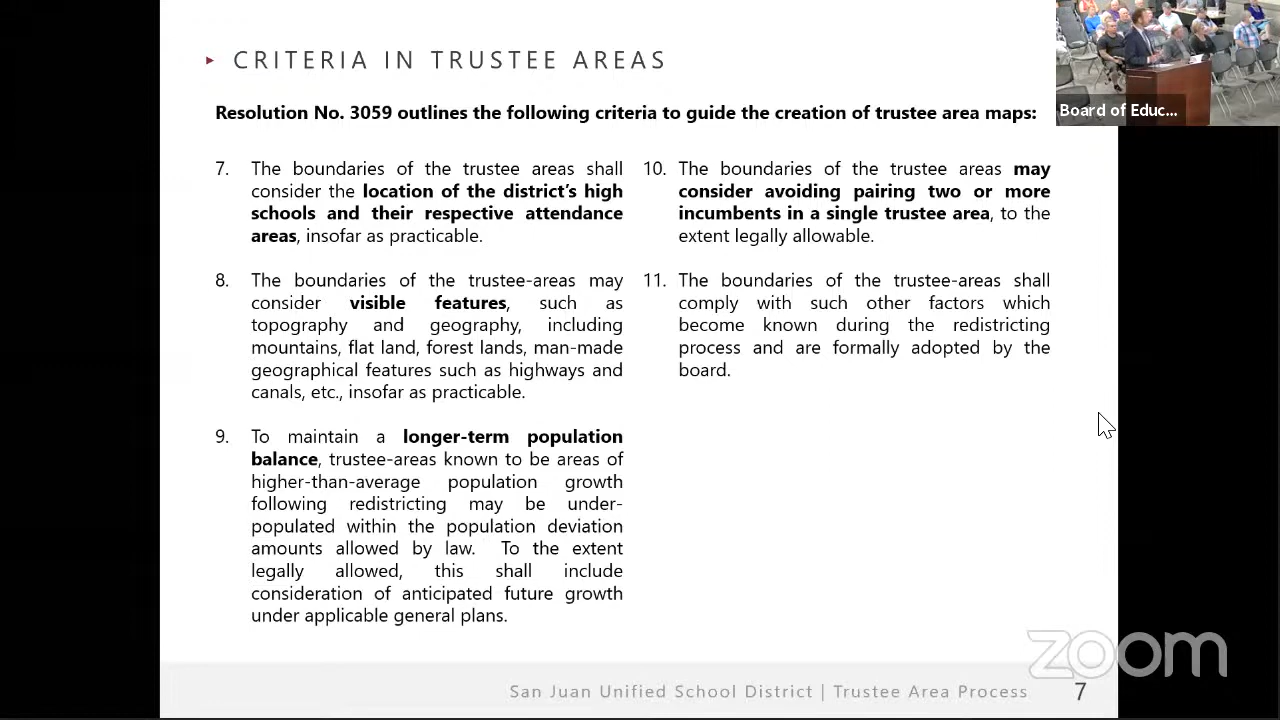 ▸ CRITERIA IN TRUSTEE AREAS
Board of Educ...
Resolution No. 3059 outlines the following criteria to guide the creation of trustee area maps:
7. The boundaries of the trustee areas shall
consider the location of the district's high
schools and their respective attendance
areas, insofar as practicable.
8. The boundaries of the trustee-areas may
consider visible features, such as
topography and geography, including
mountains, flat land, forest lands, man-made
geographical features such as highways and
canals, etc., insofar as practicable.
9. To maintain a longer-term population
balance, trustee-areas known to be areas of
higher-than-average population growth
following redistricting may be under-
populated within the population deviation
amounts allowed by law. To the extent
legally allowed, this shall include
consideration of anticipated future growth
under applicable general plans.
10. The boundaries of the trustee areas may
consider avoiding pairing two or more
incumbents in a single trustee area, to the
extent legally allowable.
11. The boundaries of the trustee-areas shall
comply with such other factors which
become known during the redistricting
process and are formally adopted by the
board.
zoom
San Juan Unified School District | Trustee Area Process 7